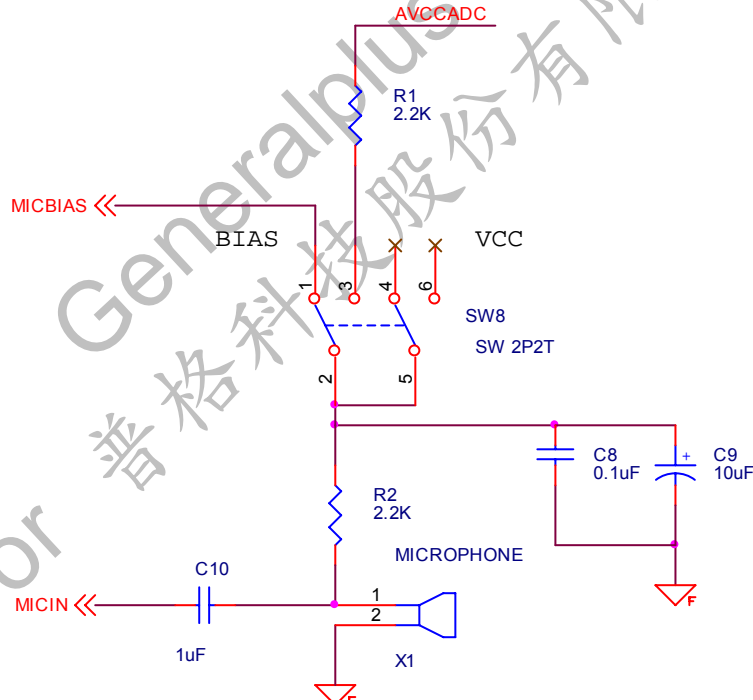 AVCCADC
R1
2.2K
MICBIAS
BIAS
VCC
1
3
4
6
SW8
SW 2P2T
2
5
C8
0.1uF
+
C9
10uF
R2
2.2K
MICROPHONE
C10
MICIN
1
2
1uF
X1
F
F
Generalplus
普格科技股份有限
or